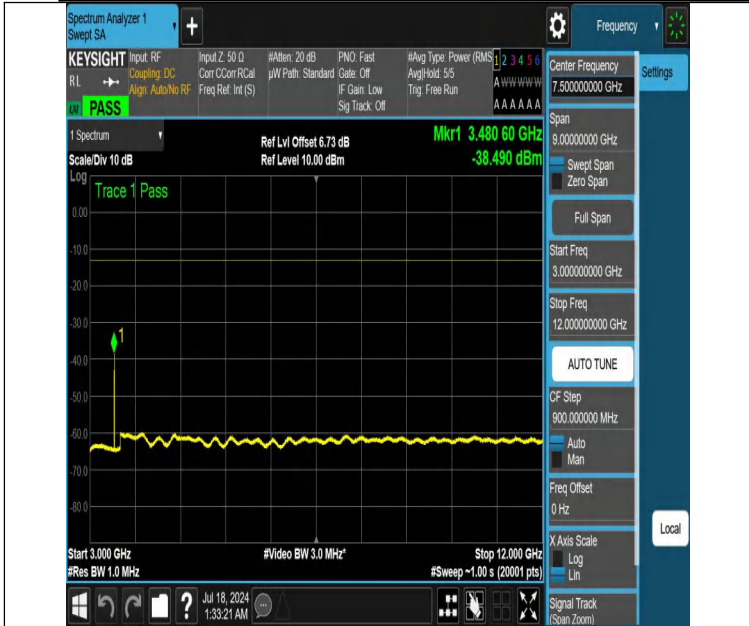 Spectrum Analyzer 1
Swept SA
+
Frequency
KEYSIGHT
RL
PASS
Input: RF
Coupling: DC
Align: Auto/No RF
Input Z: 50 Ω
Corr CCorr RCal
Freq Ref: Int (S)
#Atten: 20 dB
µW Path: Standard
PNO: Fast
Gate: Off
IF Gain: Low
Sig Track: Off
#Avg Type: Power (RMS
Avg|Hold: 5/5
Trig: Free Run
1 2 3 4 5 6
A W W W W W
A A A A A A
1 Spectrum
Scale/Div 10 dB
Ref Lvl Offset 6.73 dB
Ref Level 10.00 dBm
Mkr1 3.480 60 GHz
-38.490 dBm
Log
Trace 1 Pass
0.00
-10.0
-20.0
-30.0
1
-40.0
-50.0
-60.0
-70.0
-80.0
Start 3.000 GHz
#Res BW 1.0 MHz
#Video BW 3.0 MHz*
Stop 12.000 GHz
#Sweep ~1.00 s (20001 pts)
?
Jul 18, 2024
1:33:21 AM
Center Frequency
7.500000000 GHz
Settings
Span
9.00000000 GHz
Swept Span
Zero Span
Full Span
Start Freq
3.000000000 GHz
Stop Freq
12.000000000 GHz
AUTO TUNE
CF Step
900.000000 MHz
Auto
Man
Freq Offset
0 Hz
X Axis Scale
Log
Lin
Local
Signal Track
(Span Zoom)